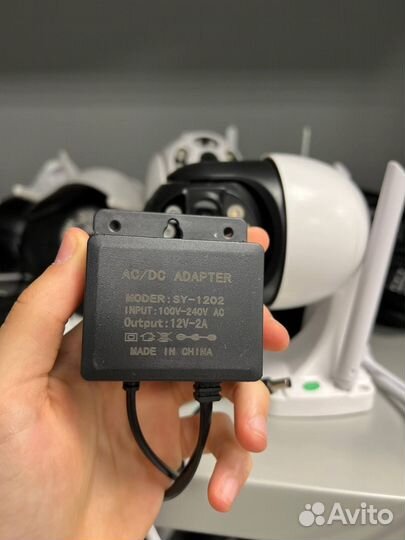 AC/DC ADAPTER
MODER:SY-1202
INPUT:100V-240V AC
Output:12V-2A
MADE IN CHINA
Avito